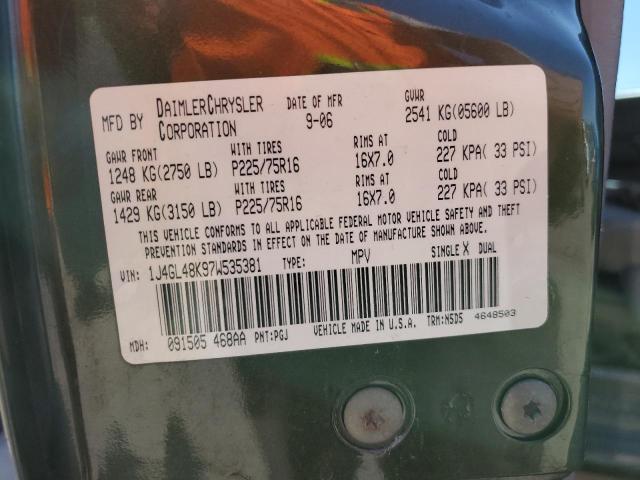 MFD BY DAIMLERCHRYSLER CORPORATION DATE OF MFR 9-06 GVWR 2541 KG(05600 LB)
GAWR FRONT WITH TIRES RIMS AT COLD
1248 KG(2750 LB) P225/75R16 16X7.0 227 KPA( 33 PSI)
GAWR REAR WITH TIRES RIMS AT COLD
1429 KG(3150 LB) P225/75R16 16X7.0 227 KPA( 33 PSI)
THIS VEHICLE CONFORMS TO ALL APPLICABLE FEDERAL MOTOR VEHICLE SAFETY AND THEFT
PREVENTION STANDARDS IN EFFECT ON THE DATE OF MANUFACTURE SHOWN ABOVE.
VIN: 1J4GL48K97W535381 TYPE: MPV SINGLE X DUAL
MDH: 091505 468AA PNT:PGJ VEHICLE MADE IN U.S.A. TRM:N5DS 4648503